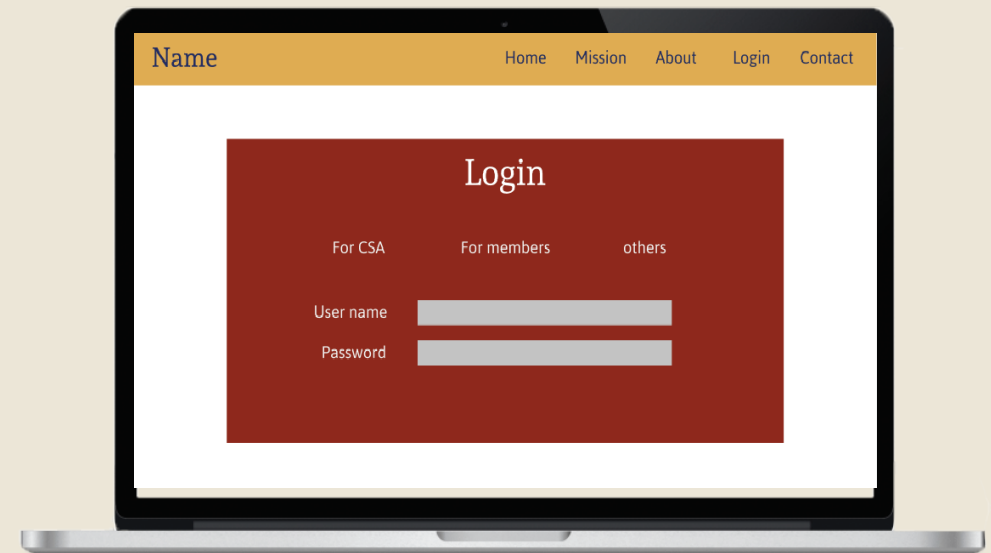 Name Home Mission About Login Contact
Login
For CSA For members others
User name
Password